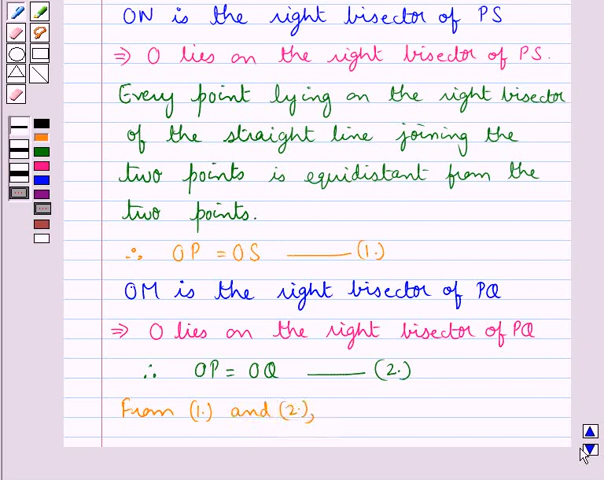 ON is the right bisector of PS
⇒ O lies on the right bisector of PS.
Every point lying on the right bisector
of the straight line joining the
two points is equidistant from the
two points.
∴ OP = OS ——— (1.)
OM is the right bisector of PQ
⇒ O lies on the right bisector of PQ
∴ OP = OQ ——— (2.)
From (1.) and (2.),